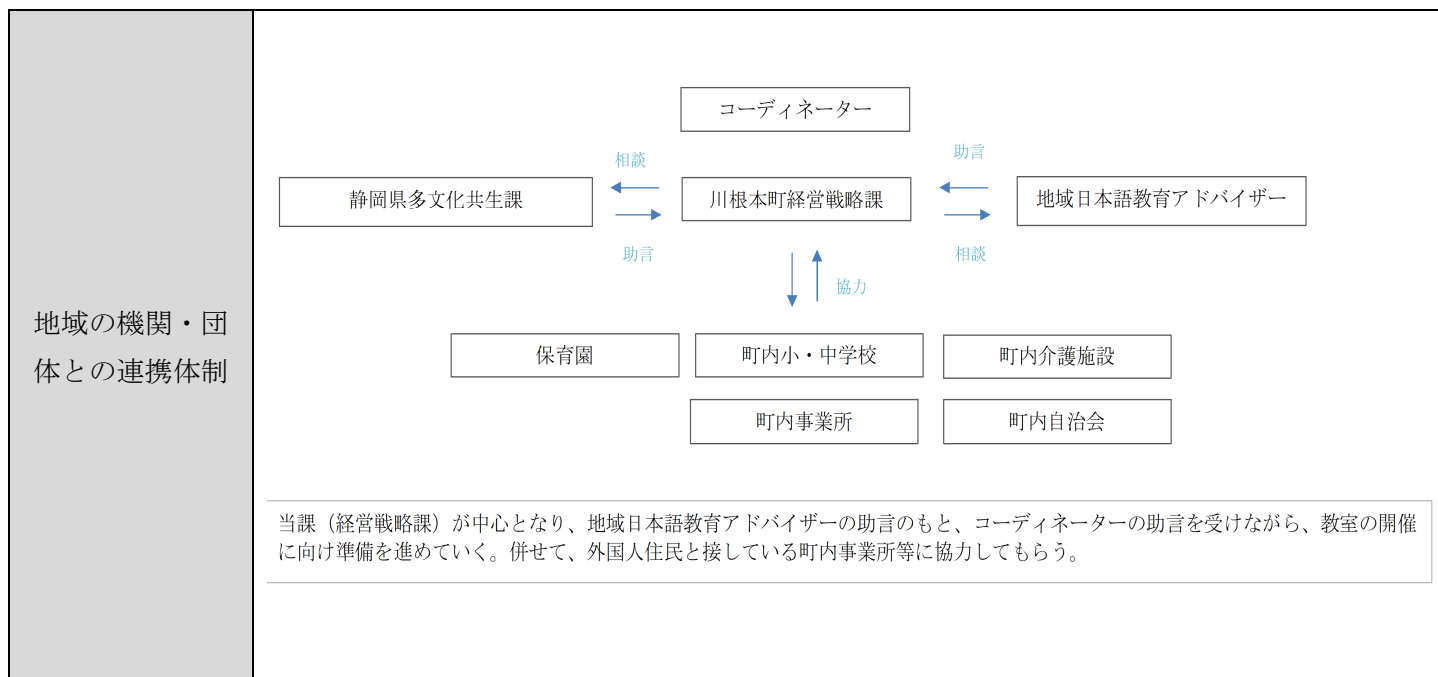 地域の機関・団
体との連携体制
コーディネーター
相談
助言
静岡県多文化共生課
川根本町経営戦略課
地域日本語教育アドバイザー
助言
相談
協力
保育園
町内小・中学校
町内介護施設
町内事業所
町内自治会
当課（経営戦略課）が中心となり、地域日本語教育アドバイザーの助言のもと、コーディネーターの助言を受けながら、教室の開催
に向け準備を進めていく。併せて、外国人住民と接している町内事業所等に協力してもらう。